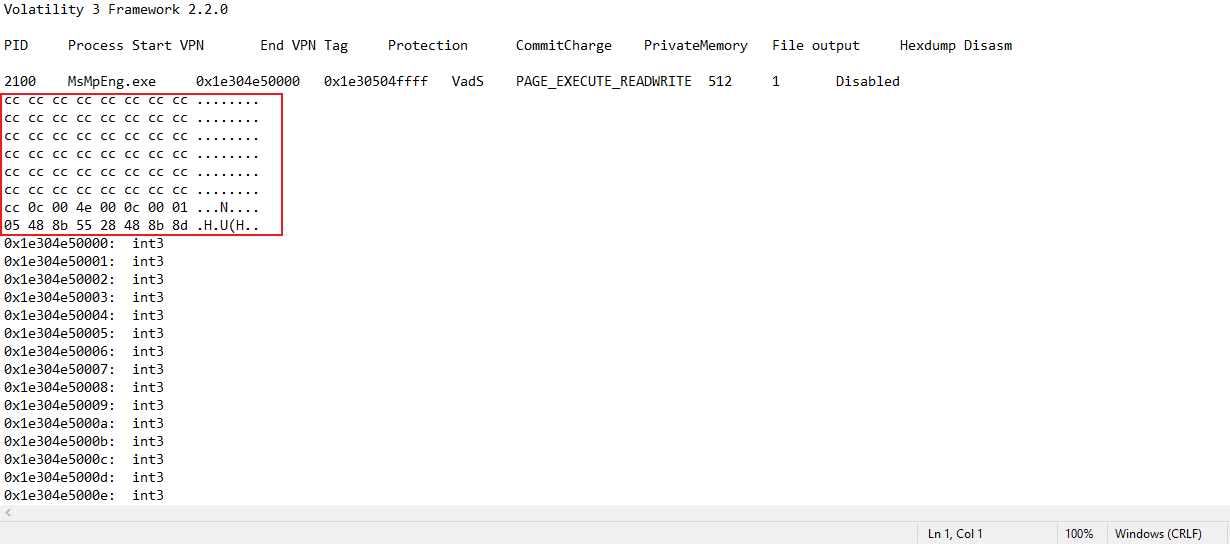 Volatility 3 Framework 2.2.0
PID     Process Start VPN       End VPN Tag     Protection      CommitCharge    PrivateMemory   File output     Hexdump Disasm
2100    MsMpEng.exe     0x1e304e50000   0x1e30504ffff   VadS    PAGE_EXECUTE_READWRITE  512     1       Disabled
cc cc cc cc cc cc cc cc ........
cc cc cc cc cc cc cc cc ........
cc cc cc cc cc cc cc cc ........
cc cc cc cc cc cc cc cc ........
cc cc cc cc cc cc cc cc ........
cc cc cc cc cc cc cc cc ........
cc 0c 00 4e 00 0c 00 01 ...N....
05 48 8b 55 28 48 8b 8d .H.U(H..
0x1e304e50000:  int3
0x1e304e50001:  int3
0x1e304e50002:  int3
0x1e304e50003:  int3
0x1e304e50004:  int3
0x1e304e50005:  int3
0x1e304e50006:  int3
0x1e304e50007:  int3
0x1e304e50008:  int3
0x1e304e50009:  int3
0x1e304e5000a:  int3
0x1e304e5000b:  int3
0x1e304e5000c:  int3
0x1e304e5000d:  int3
0x1e304e5000e:  int3
Ln 1, Col 1     100%    Windows (CRLF)